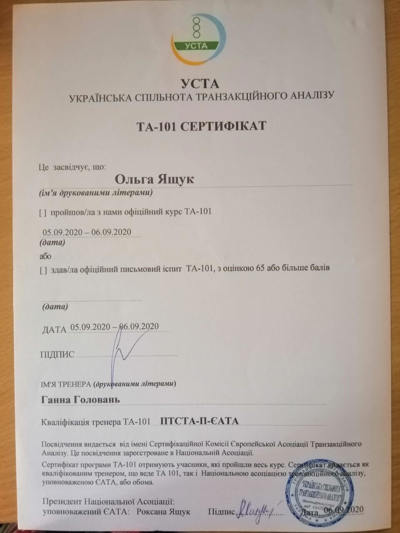 УСТА
УСТА
УКРАЇНСЬКА СПІЛЬНОТА ТРАНЗАКЦІЙНОГО АНАЛІЗУ
ТА-101 СЕРТИФІКАТ
Це засвідчує, що:
Ольга Ящук
(ім'я друкованими літерами)
[ ] пройшов/ла з нами офіційний курс ТА-101
05.09.2020 – 06.09.2020
(дата)
або
[ ] здав/ла офіційний письмовий іспит ТА-101, з оцінкою 65 або більше балів
(дата)
ДАТА 05.09.2020 – 06.09.2020
ПІДПИС
ІМ'Я ТРЕНЕРА (друкованими літерами)
Ганна Головань
Кваліфікація тренера ТА-101 ПТСТА-П-ЄАТА
Посвідчення видається від імені Сертифікаційної Комісії Європейської Асоціації Транзакційного
Аналізу. Це посвідчення зареєстроване в Національній Асоціації.
Сертифікат програми ТА-101 отримують учасники, які пройшли весь курс. Сертифікат видається як
кваліфікованим тренером, що веде ТА 101, так і Національною асоціацією транзакційного аналізу,
уповноваженою ЄАТА, або обома.
Президент Національної Асоціації:
уповноважений ЄАТА: Роксана Ящук Підпис Дата 06.09.2020